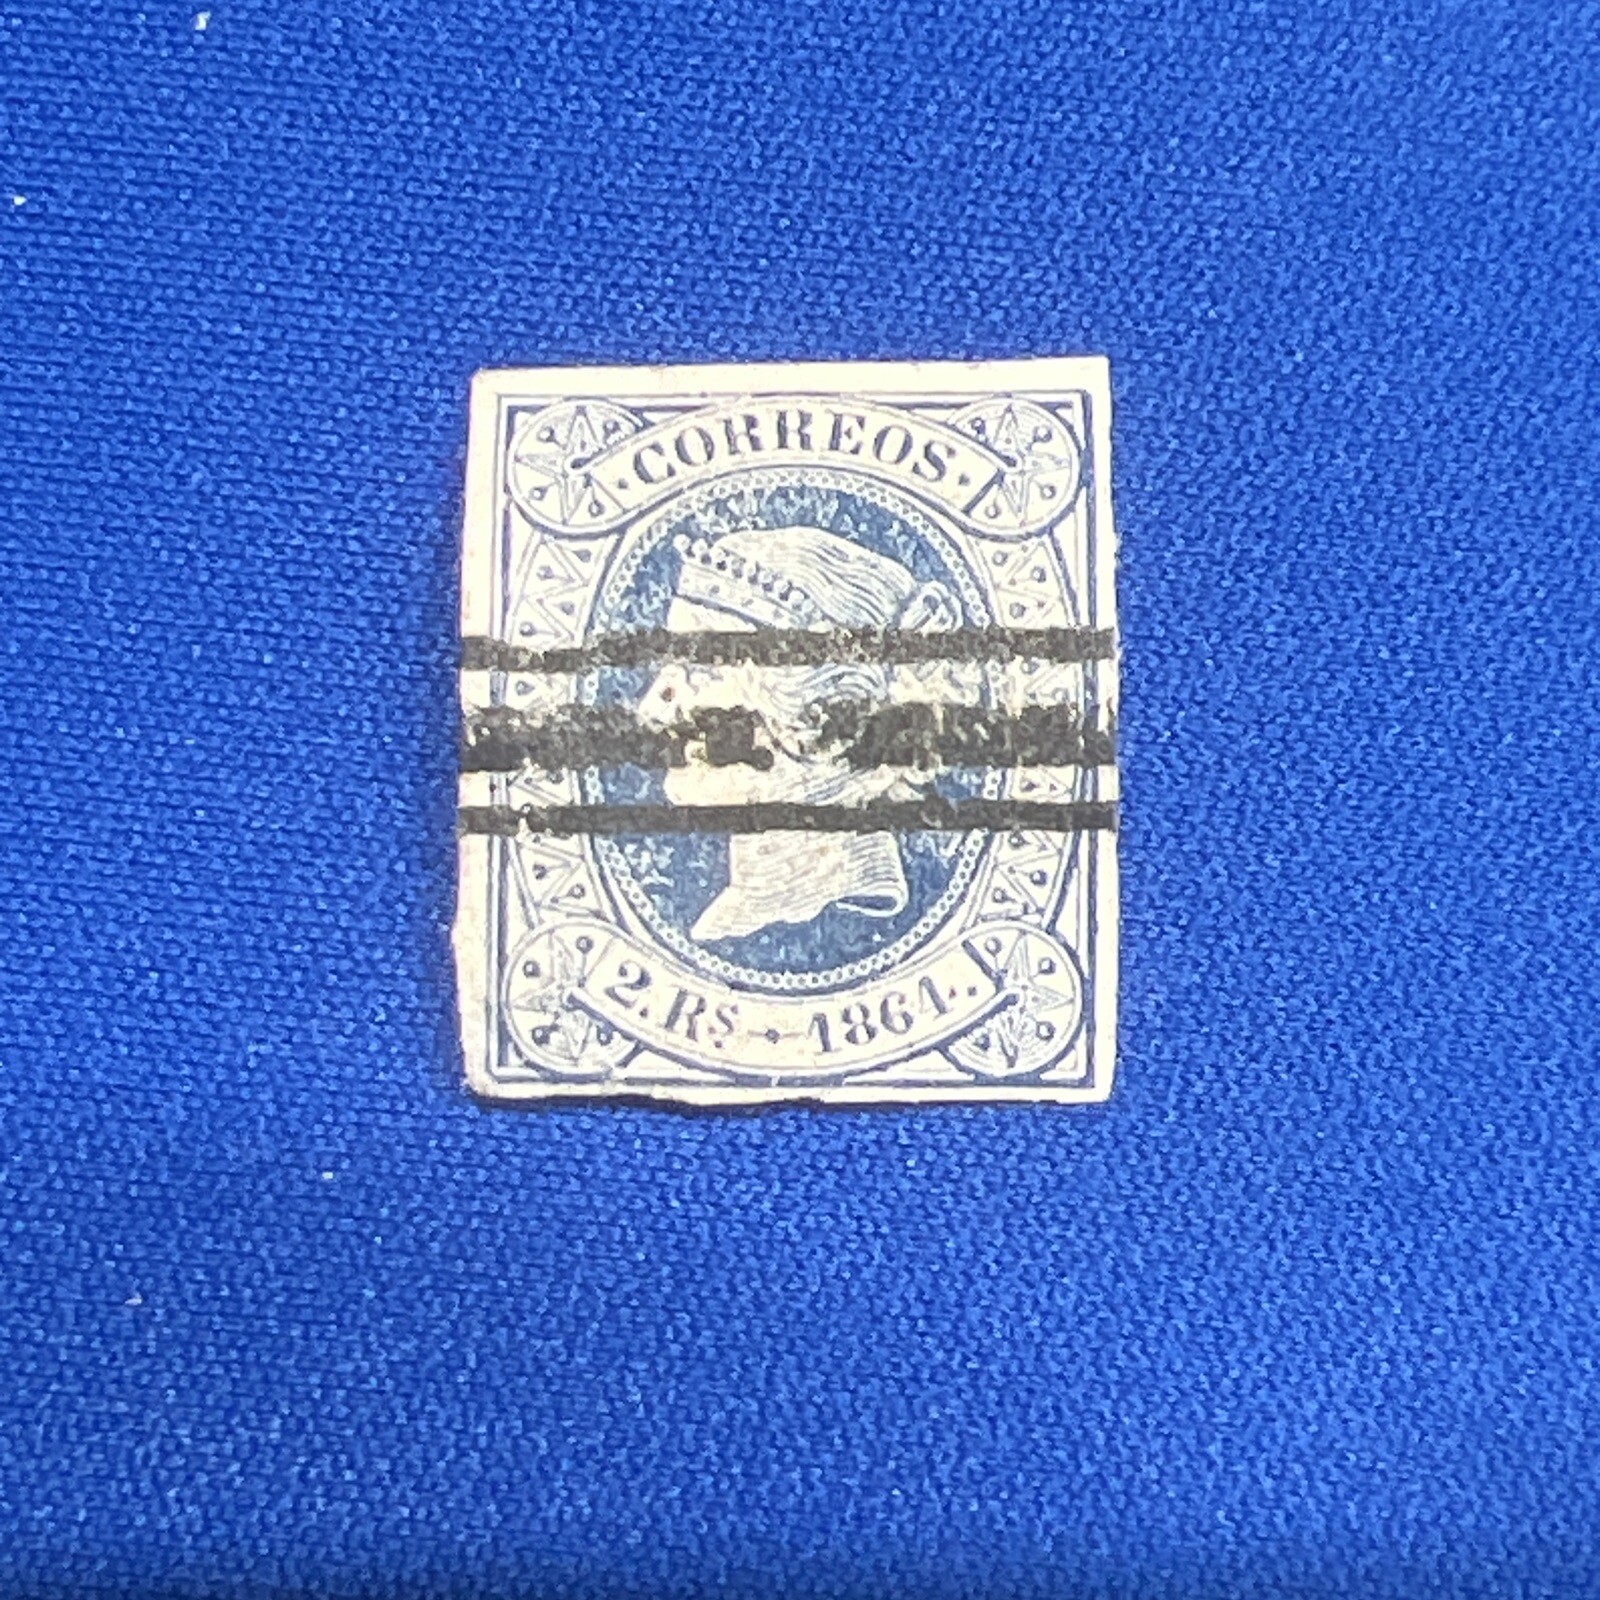 ·CORREOS·
2. Rs · 1864.